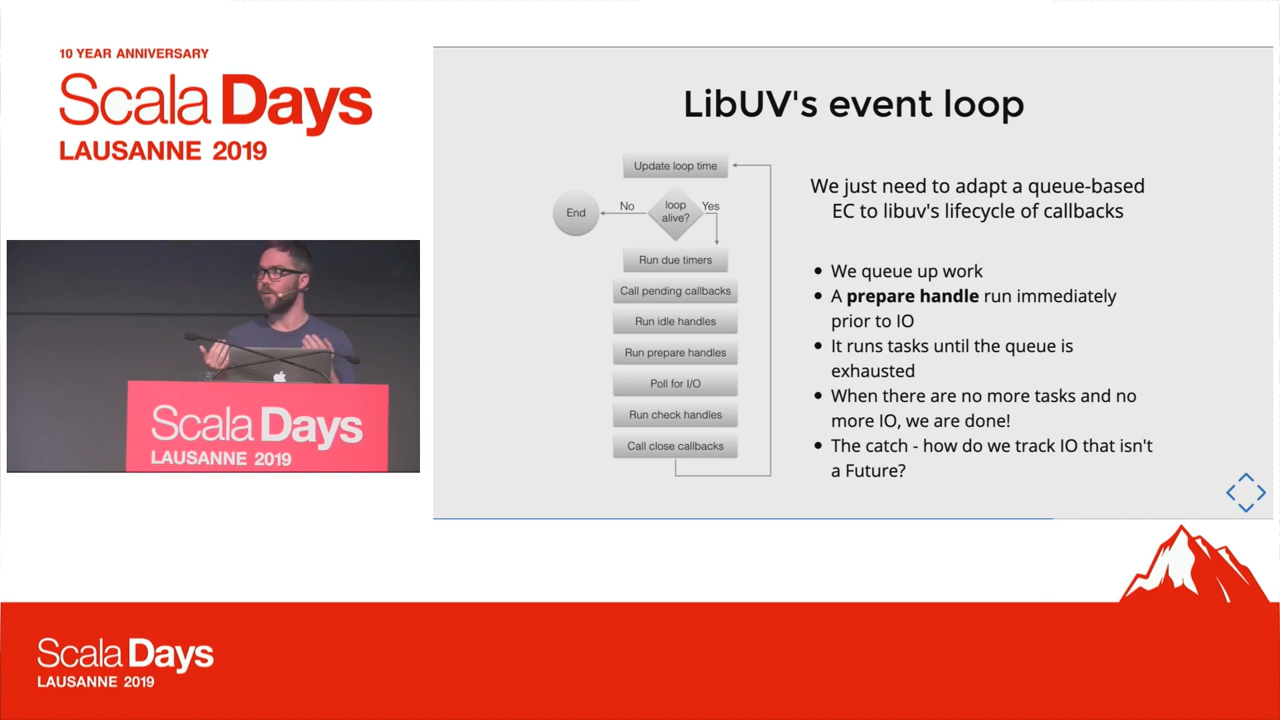 10 YEAR ANNIVERSARY
Scala Days
LAUSANNE 2019
Scala Days
LAUSANNE 2019
LibUV's event loop
Update loop time
loop
alive?
No
Yes
End
Run due timers
Call pending callbacks
Run idle handles
Run prepare handles
Poll for I/O
Run check handles
Call close callbacks
We just need to adapt a queue-based
EC to libuv's lifecycle of callbacks
• We queue up work
• A prepare handle run immediately
prior to IO
• It runs tasks until the queue is
exhausted
• When there are no more tasks and no
more IO, we are done!
• The catch - how do we track IO that isn't
a Future?
Scala Days
LAUSANNE 2019